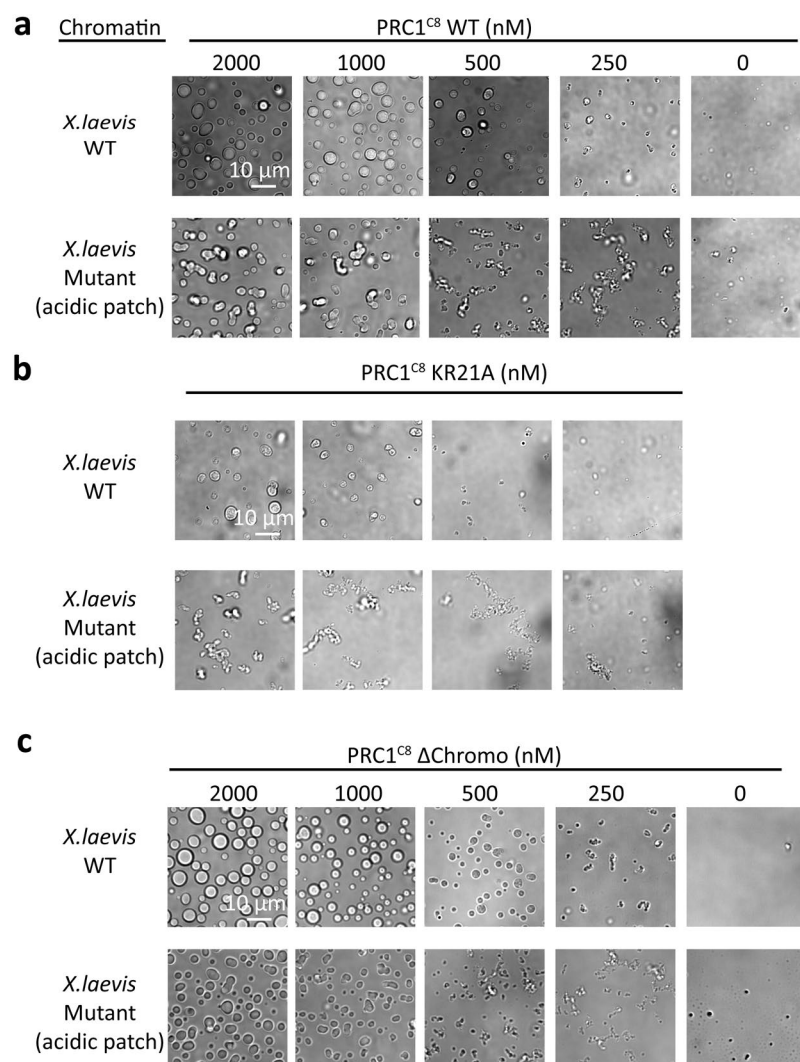 a
Chromatin
PRC1C8 WT (nM)
2000 1000 500 250 0
X.laevis
WT
10 µm
X.laevis
Mutant
(acidic patch)
b
PRC1C8 KR21A (nM)
X.laevis
WT
10 µm
X.laevis
Mutant
(acidic patch)
c
PRC1C8 ΔChromo (nM)
2000 1000 500 250 0
X.laevis
WT
10 µm
X.laevis
Mutant
(acidic patch)